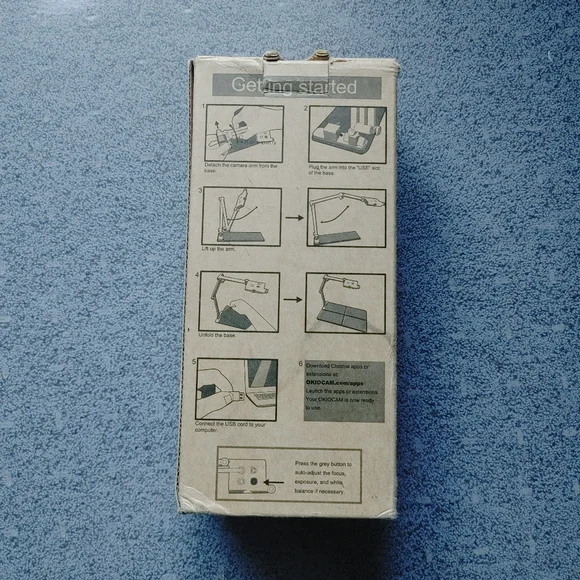 Getting started
1
Detach the camera arm from the
base.
2
Plug the arm into the "USE" slot
of the base.
3
Lift up the arm.
4
Unfold the base.
5
Connect the USB cord to your
computer.
6
Download Chrome apps or
extensions at:
OKIOCAM.com/apps
Launch the apps or extensions.
Your OKIOCAM is now ready
to use.
Press the grey button to
auto-adjust the focus,
exposure, and white
balance if necessary.